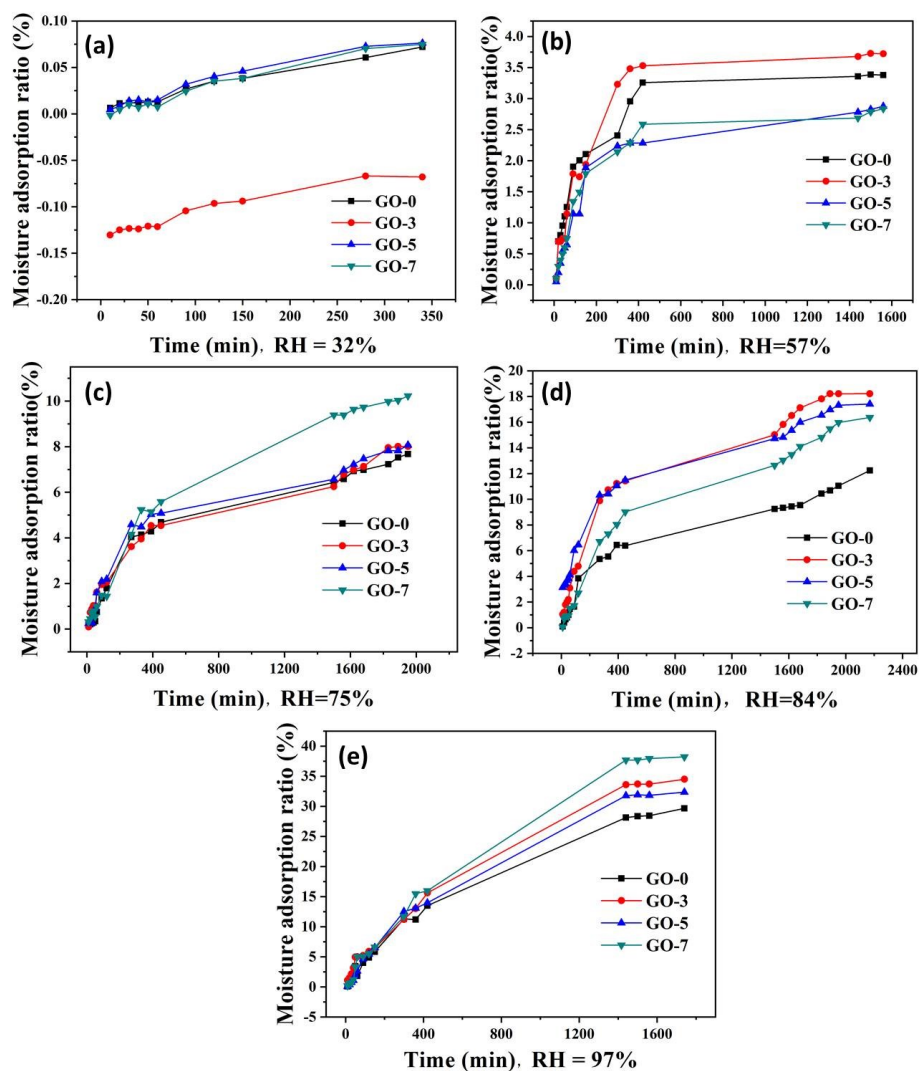 (a)
Moisture adsorption ratio (%)
0.10
0.05
0.00
-0.05
-0.10
-0.15
-0.20
GO-0
GO-3
GO-5
GO-7
0 50 100 150 200 250 300 350
Time (min), RH = 32%
(b)
Moisture adsorption ratio(%)
4.0
3.5
3.0
2.5
2.0
1.5
1.0
0.5
0.0
GO-0
GO-3
GO-5
GO-7
0 200 400 600 800 1000 1200 1400 1600
Time (min), RH=57%
(c)
Moisture adsorption ratio(%)
10
8
6
4
2
0
GO-0
GO-3
GO-5
GO-7
0 400 800 1200 1600 2000
Time (min), RH=75%
(d)
Moisture adsorption ratio(%)
20
18
16
14
12
10
8
6
4
2
0
-2
GO-0
GO-3
GO-5
GO-7
0 400 800 1200 1600 2000 2400
Time (min), RH=84%
(e)
Moisture adsorption ratio (%)
40
35
30
25
20
15
10
5
0
-5
GO-0
GO-3
GO-5
GO-7
0 400 800 1200 1600
Time (min), RH = 97%